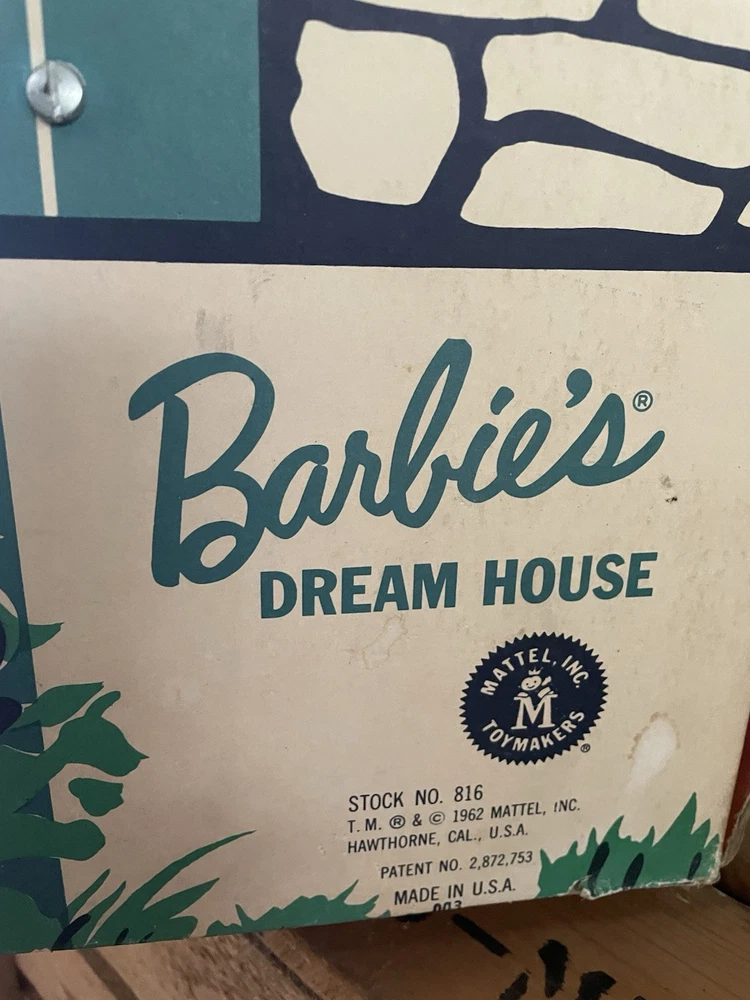 Barbie's®
DREAM HOUSE
MATTEL, INC.
M
TOYMAKERS
®
STOCK NO. 816
T. M. ® & © 1962 MATTEL, INC.
HAWTHORNE, CAL., U.S.A.
PATENT NO. 2,872,753
MADE IN U.S.A.
003